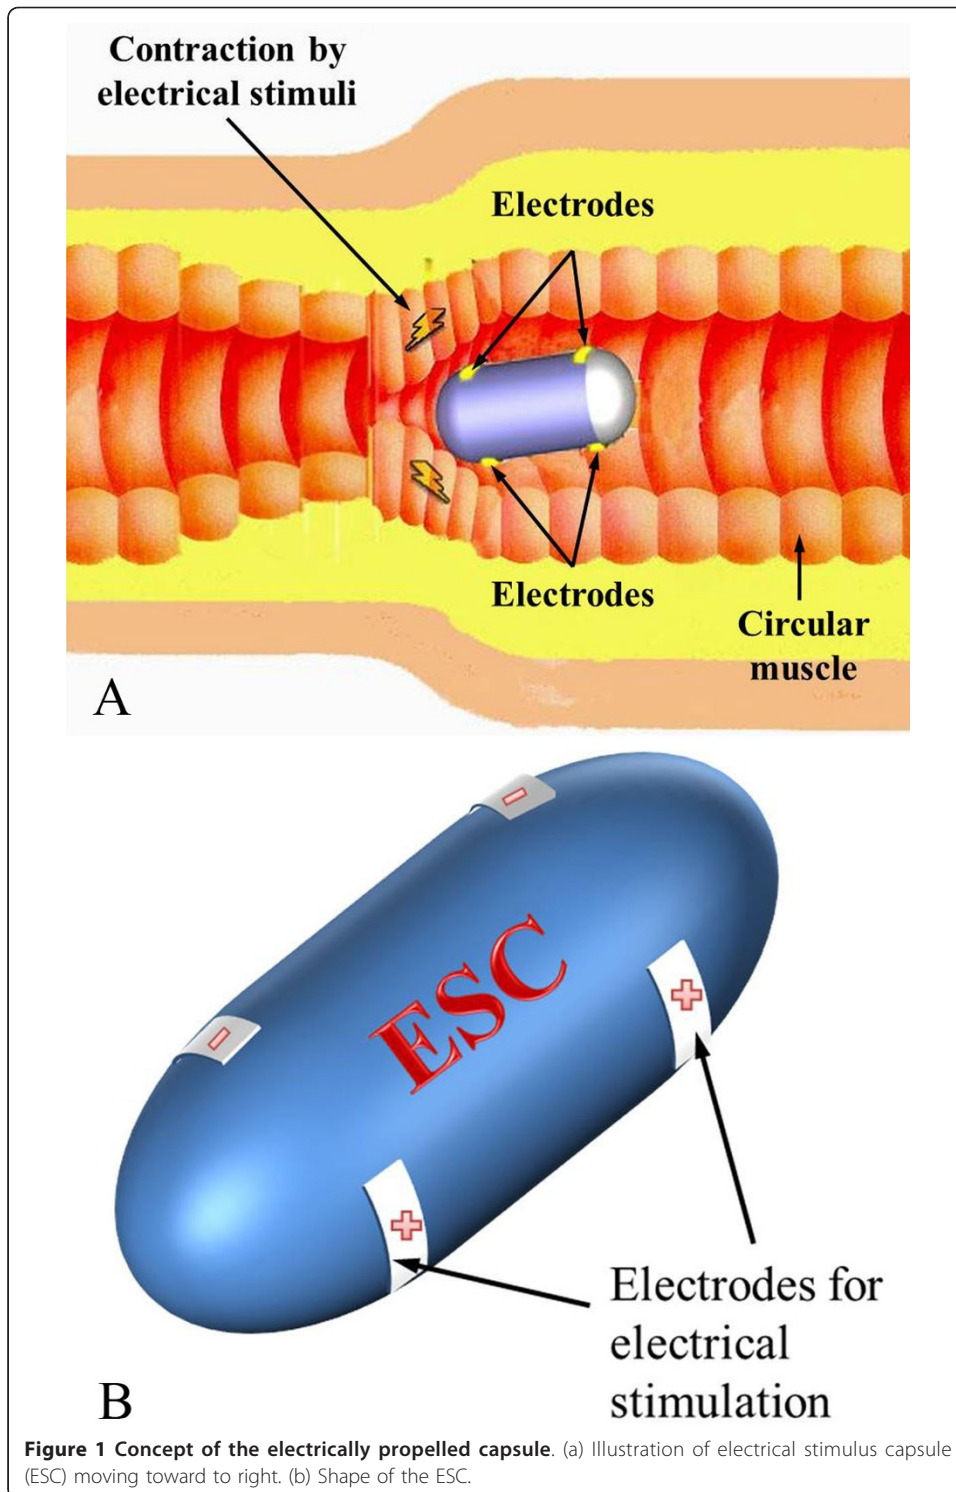 Contraction by
electrical stimuli
Electrodes
Electrodes
Circular
muscle
A
ESC
Electrodes for
electrical
stimulation
B
Figure 1 Concept of the electrically propelled capsule. (a) Illustration of electrical stimulus capsule
(ESC) moving toward to right. (b) Shape of the ESC.